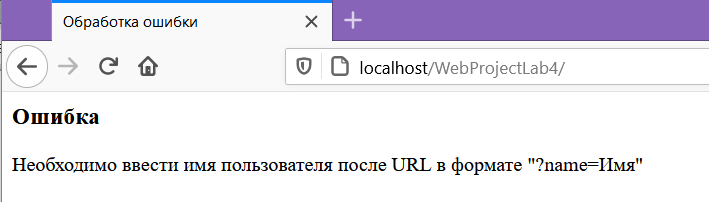 Обработка ошибки
localhost/WebProjectLab4/
Ошибка
Необходимо ввести имя пользователя после URL в формате "?name=Имя"